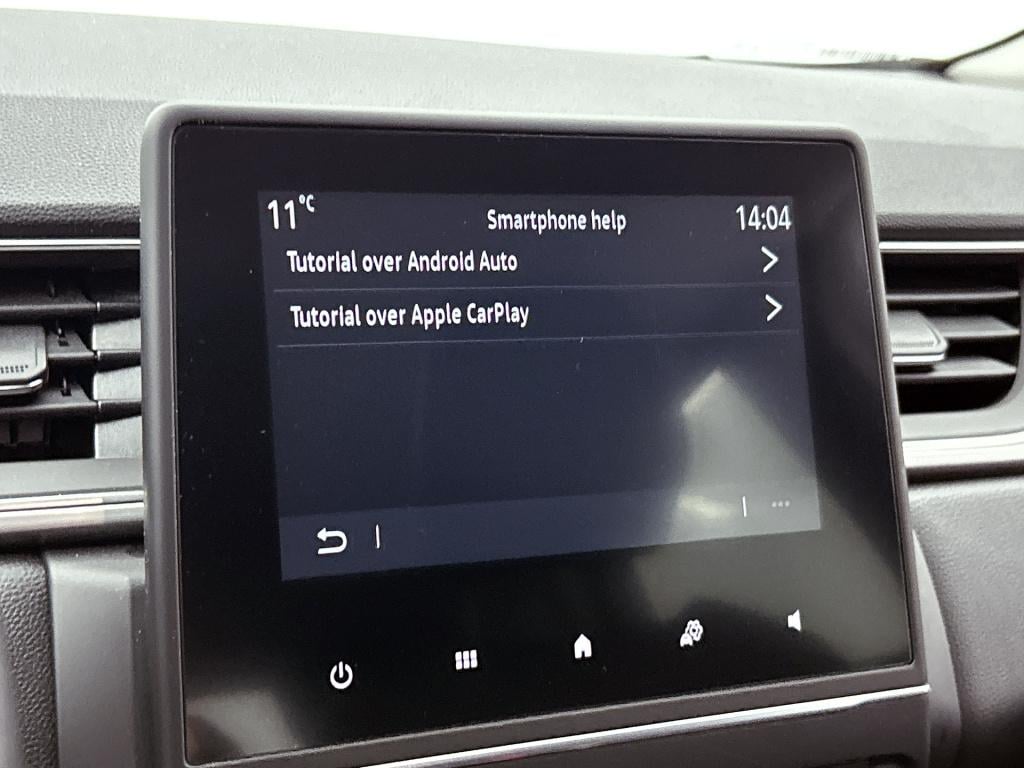 11°C Smartphone help 14:04
Tutorial over Android Auto
Tutorial over Apple CarPlay